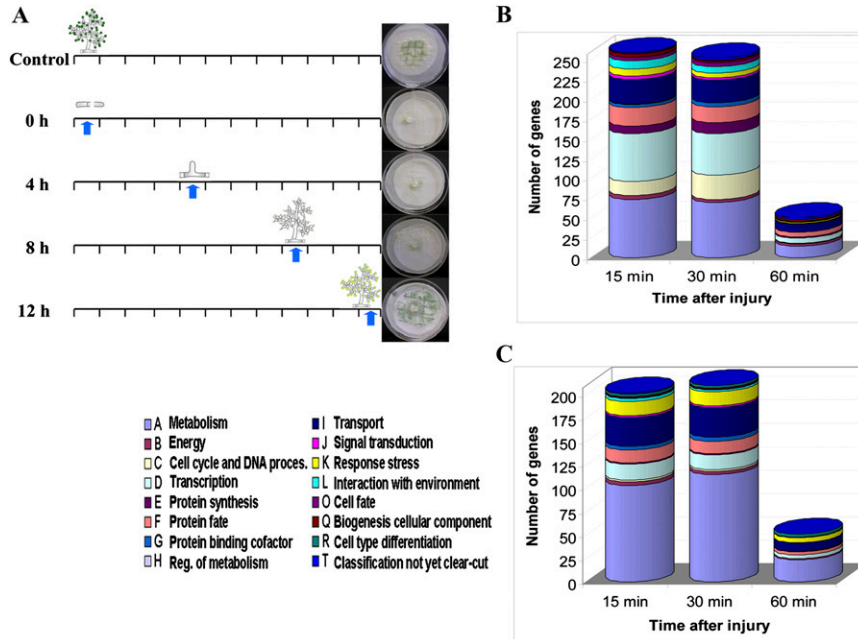 A
Control
0 h
4 h
8 h
12 h
A Metabolism
B Energy
C Cell cycle and DNA proces.
D Transcription
E Protein synthesis
F Protein fate
G Protein binding cofactor
H Reg. of metabolism
I Transport
J Signal transduction
K Response stress
L Interaction with environment
O Cell fate
Q Biogenesis cellular component
R Cell type differentiation
T Classification not yet clear-cut
B
Number of genes
250
225
200
175
150
125
100
75
50
25
0
15 min 30 min 60 min
Time after injury
C
Number of genes
200
175
150
125
100
75
50
25
0
15 min 30 min 60 min
Time after injury